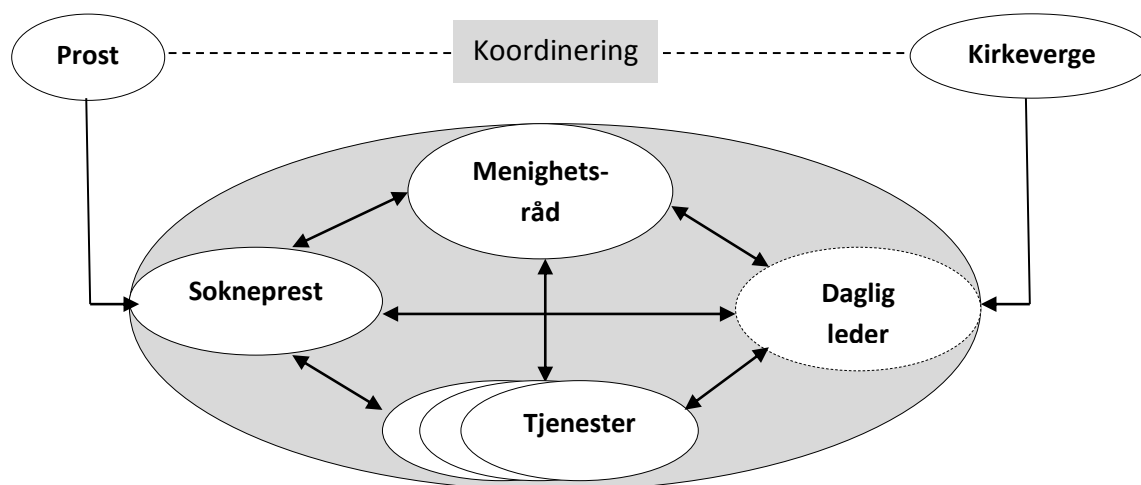 Prost
Koordinering
Kirkeverge
Menighets-
råd
Sokneprest
Daglig
leder
Tjenester